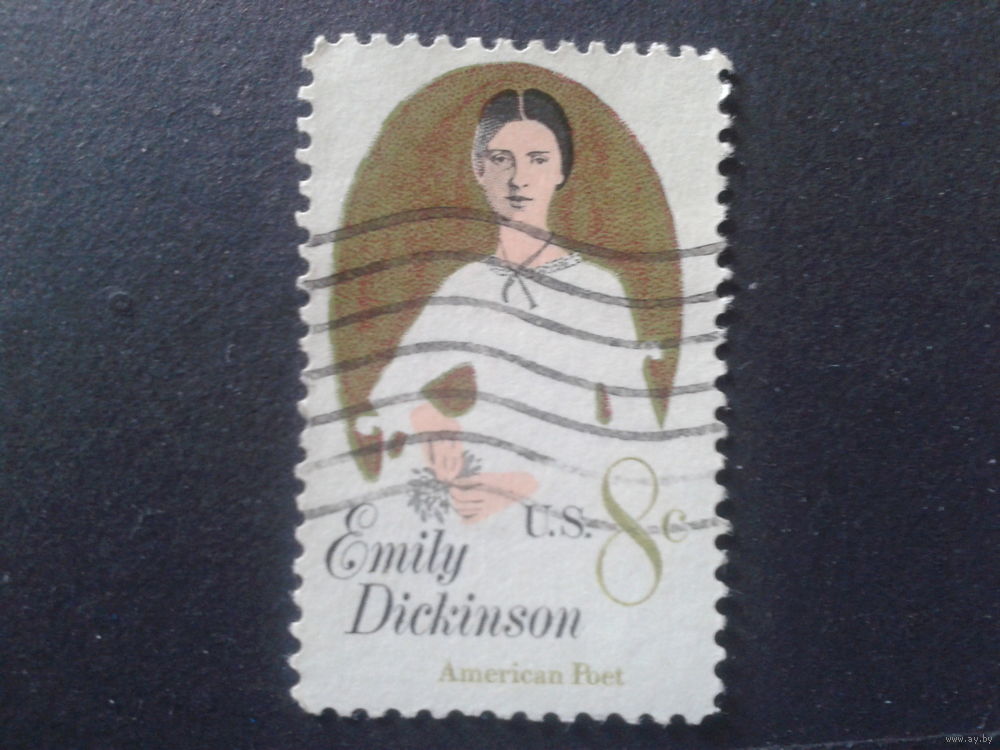 U.S. 8c
Emily
Dickinson
American Poet
www.ay.by